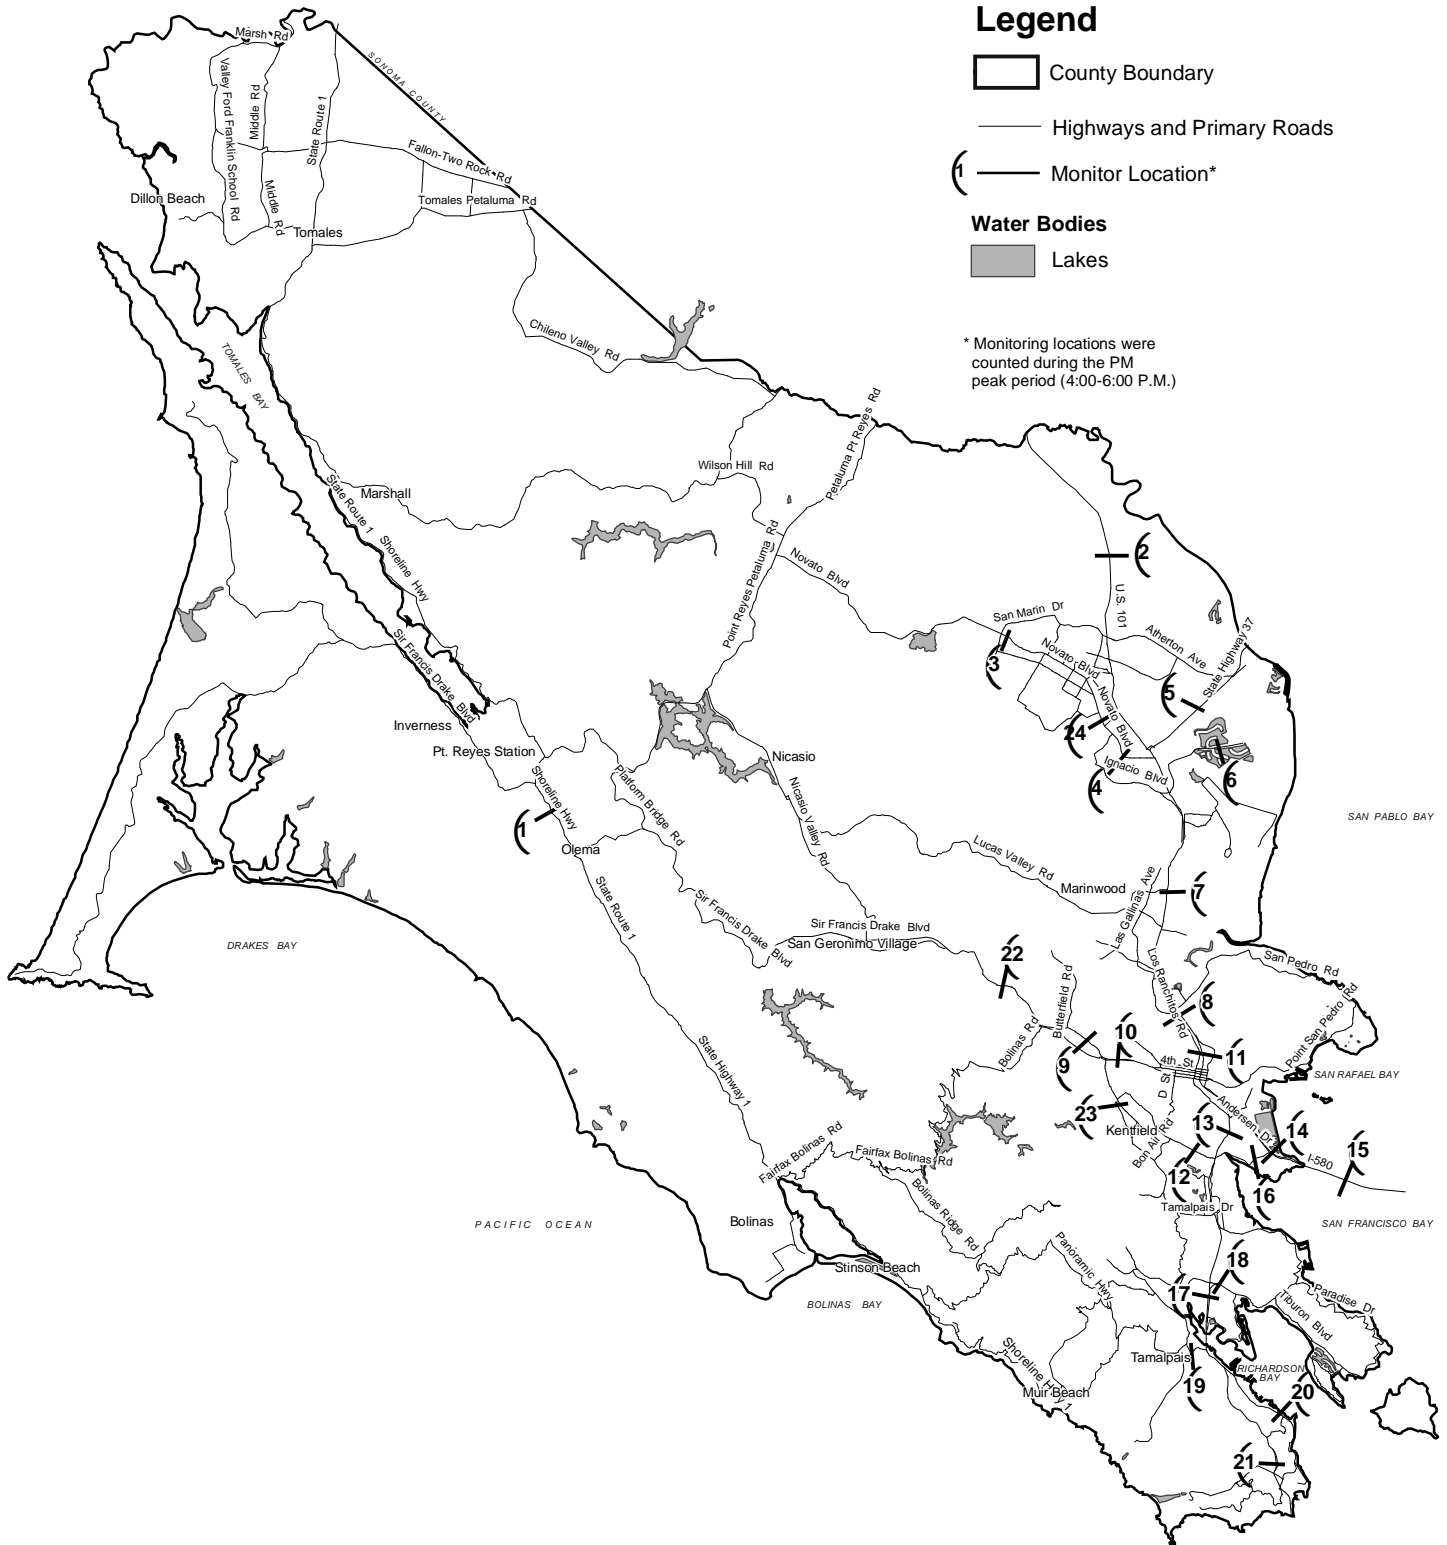 Legend
County Boundary
Highways and Primary Roads
1
Monitor Location*
Water Bodies
Lakes
* Monitoring locations were
counted during the PM
peak period (4:00-6:00 P.M.)
Marsh Rd
SONOMA COUNTY
Valley Ford Franklin School Rd
Middle Rd
State Route 1
Fallon-Two Rock Rd
Dillon Beach
Middle Rd
Tomales Petaluma Rd
Tomales
Chileno Valley Rd
TOMALES BAY
Petaluma Pt Reyes Rd
Wilson Hill Rd
Marshall
State Route 1
Shoreline Hwy
Point Reyes Petaluma Rd
Novato Blvd
2
U.S. 101
San Marin Dr
Atherton Ave
State Highway 37
3
Novato Blvd
Sir Francis Drake Blvd
5
Novato Blvd
24
Inverness
Pt. Reyes Station
Nicasio
Ignacio Blvd
4
6
Shoreline Hwy
Platform Bridge Rd
Nicasio Valley Rd
1
Olema
SAN PABLO BAY
Lucas Valley Rd
Marinwood
Las Gallinas Ave
7
State Route 1
Sir Francis Drake Blvd
Sir Francis Drake Blvd
San Geronimo Village
DRAKES BAY
22
Butterfield Rd
Los Ranchitos Rd
San Pedro Rd
8
Point San Pedro Rd
Bolinas Rd
10
9
4th St
11
State Highway 1
D St
SAN RAFAEL BAY
23
Kentfield
Andersen Dr
13
14
Bon Air Rd
15
I-580
Fairfax Bolinas Rd
Fairfax Bolinas Rd
12
16
Bolinas Ridge Rd
Tamalpais Dr
PACIFIC OCEAN
Bolinas
SAN FRANCISCO BAY
Panoramic Hwy
Stinson Beach
18
17
Paradise Dr
Tiburon Blvd
BOLINAS BAY
Shoreline Hwy 1
Tamalpais
RICHARDSON
BAY
19
20
Muir Beach
21